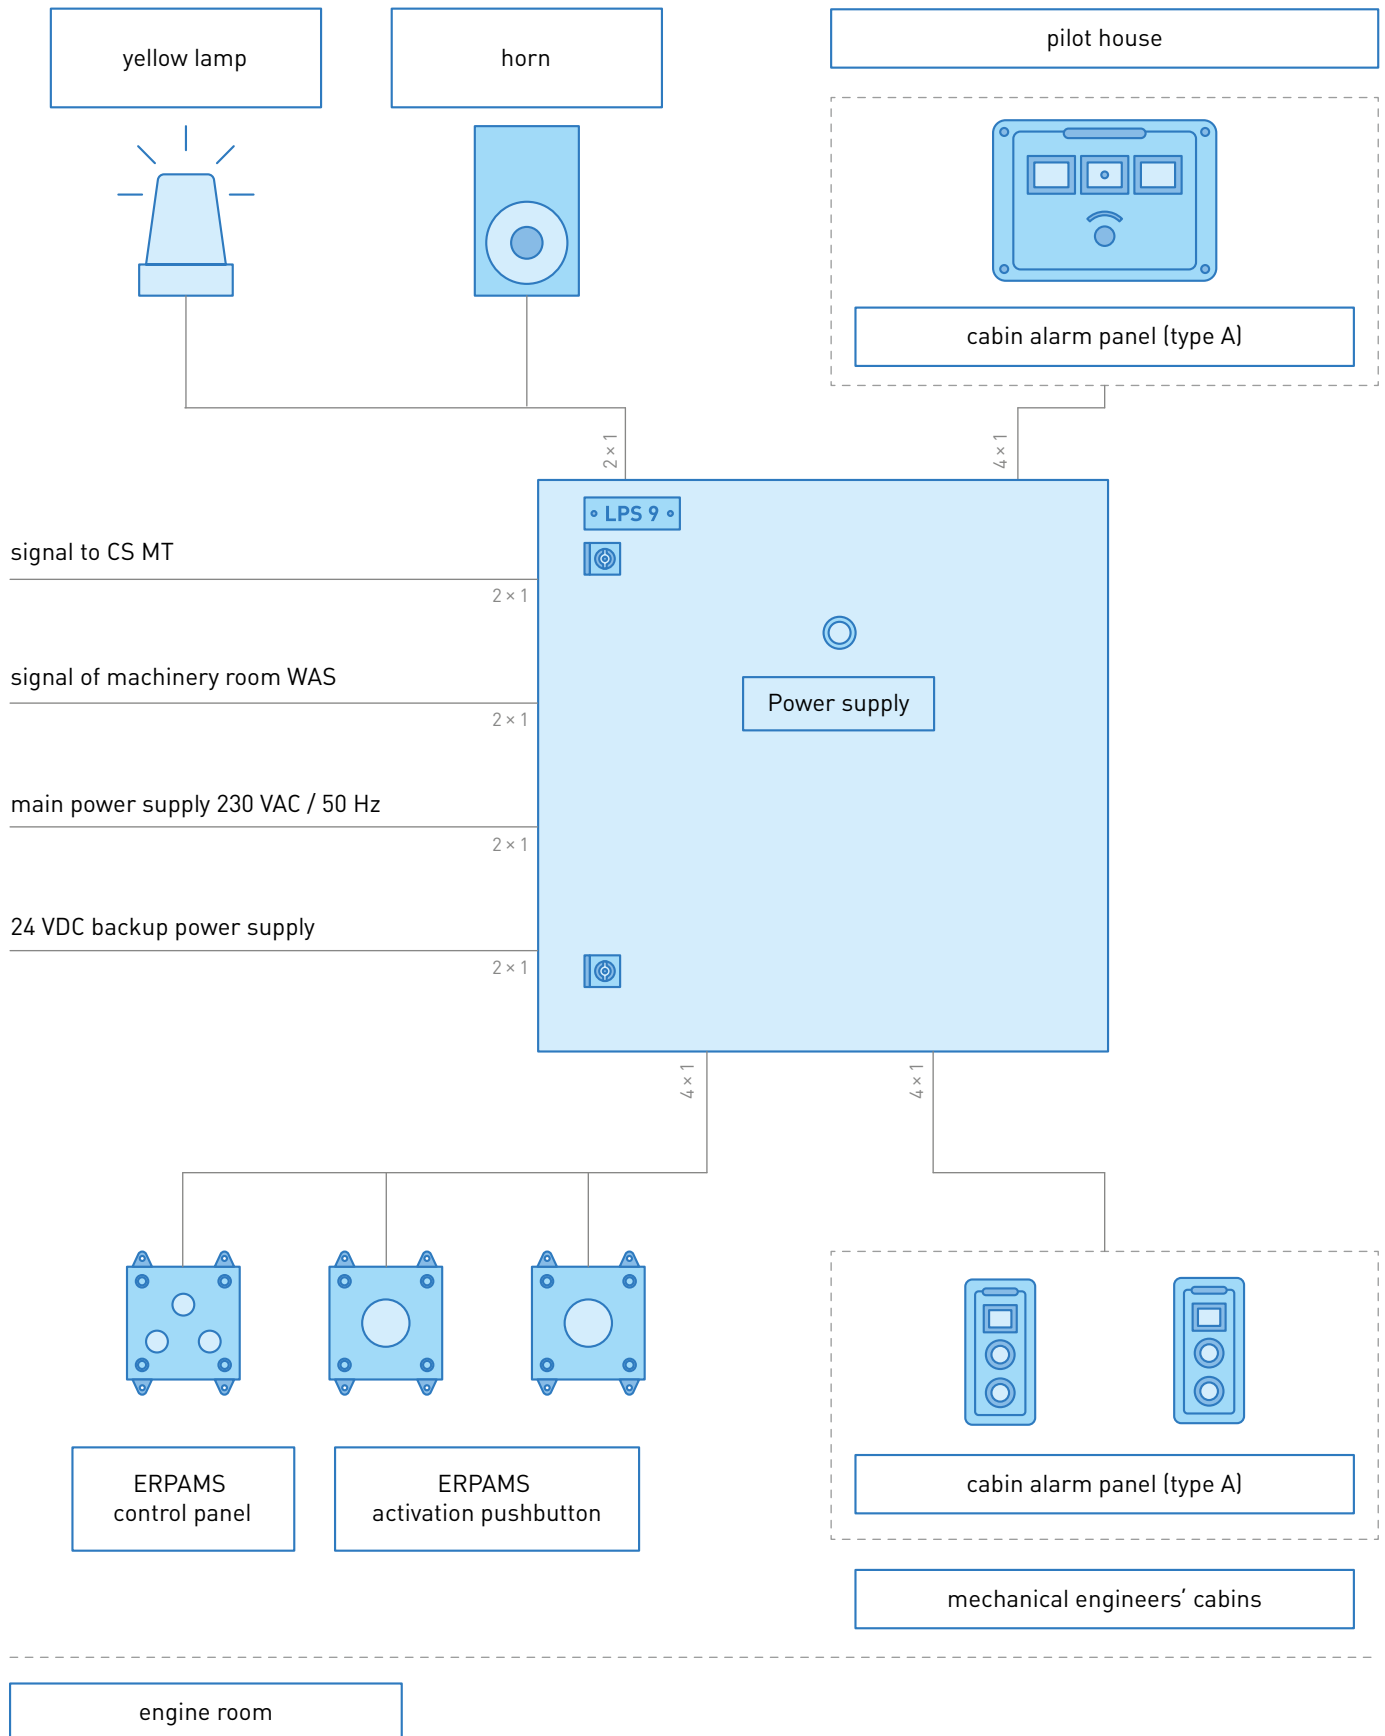 yellow lamp
horn
pilot house
cabin alarm panel (type A)
2 × 1
4 × 1
LPS 9
signal to CS MT
2 × 1
signal of machinery room WAS
2 × 1
Power supply
main power supply 230 VAC / 50 Hz
2 × 1
24 VDC backup power supply
2 × 1
4 × 1
4 × 1
ERPAMS
control panel
ERPAMS
activation pushbutton
cabin alarm panel (type A)
mechanical engineers’ cabins
engine room